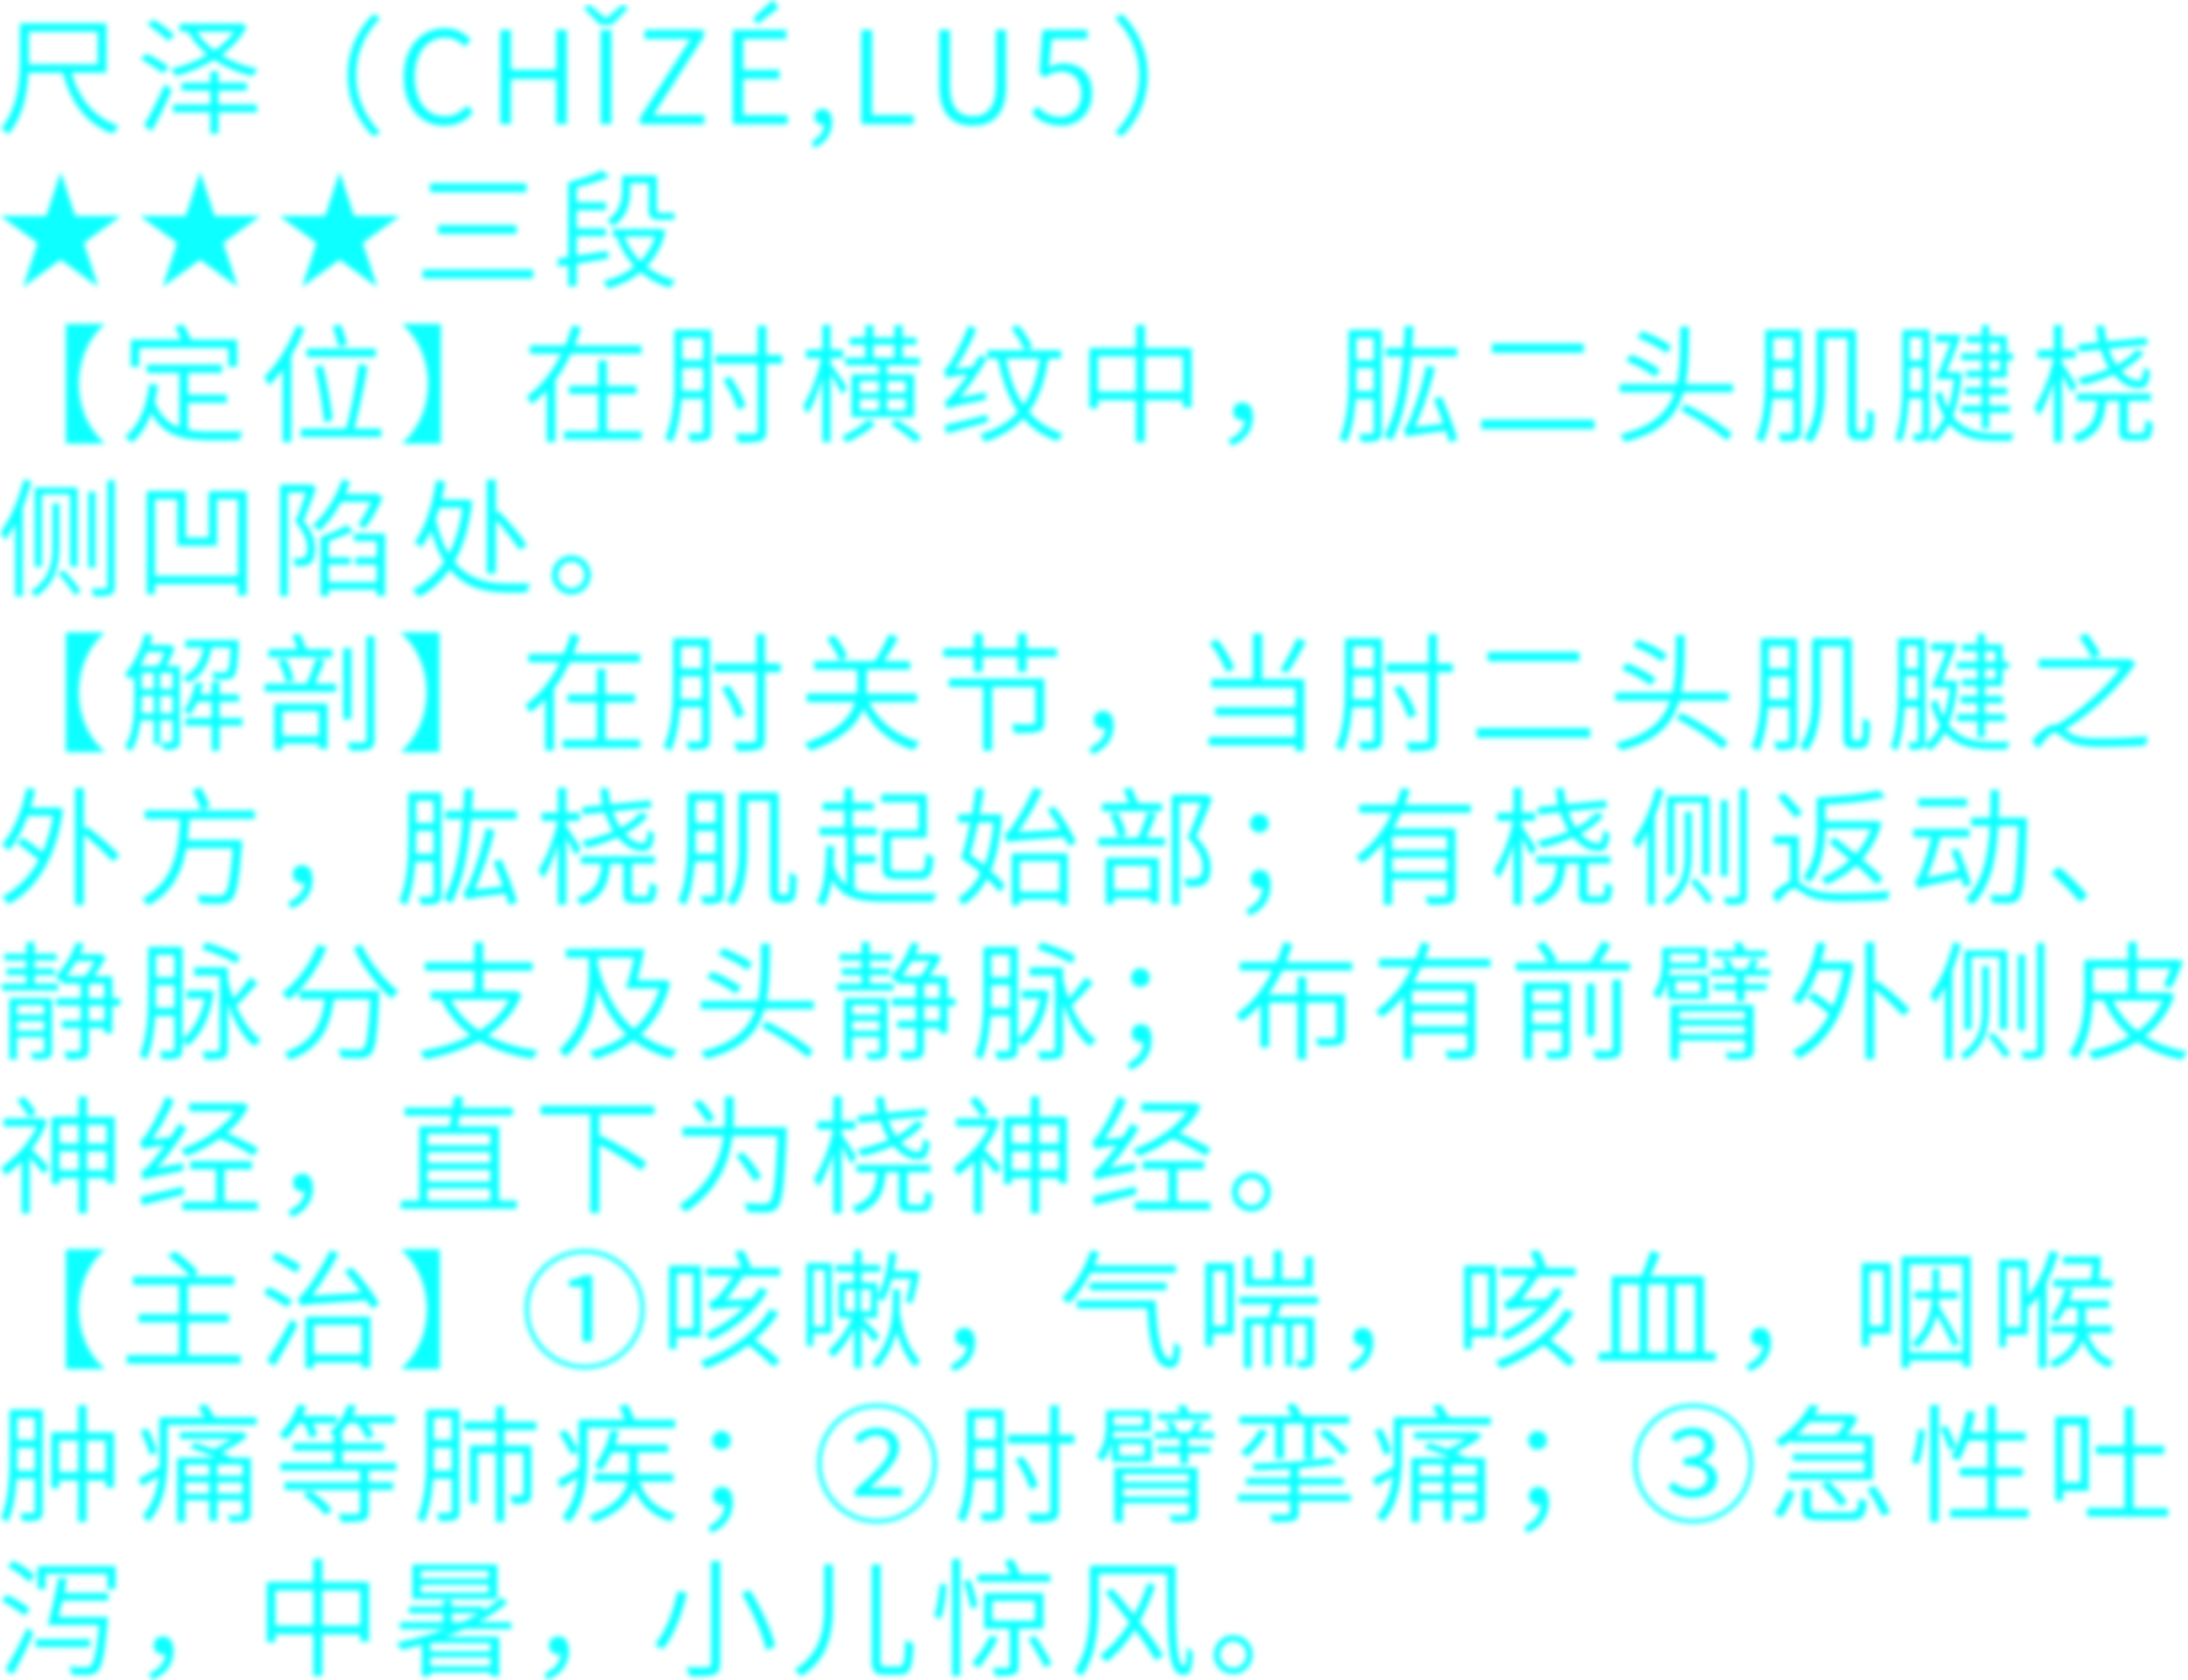 尺泽（CHǏZÉ,LU5）
★★★三段
【定位】在肘横纹中，肱二头肌腱桡
侧凹陷处。
【解剖】在肘关节，当肘二头肌腱之
外方，肱桡肌起始部；有桡侧返动、
静脉分支及头静脉；布有前臂外侧皮
神经，直下为桡神经。
【主治】①咳嗽，气喘，咳血，咽喉
肿痛等肺疾；②肘臂挛痛；③急性吐
泻，中暑，小儿惊风。